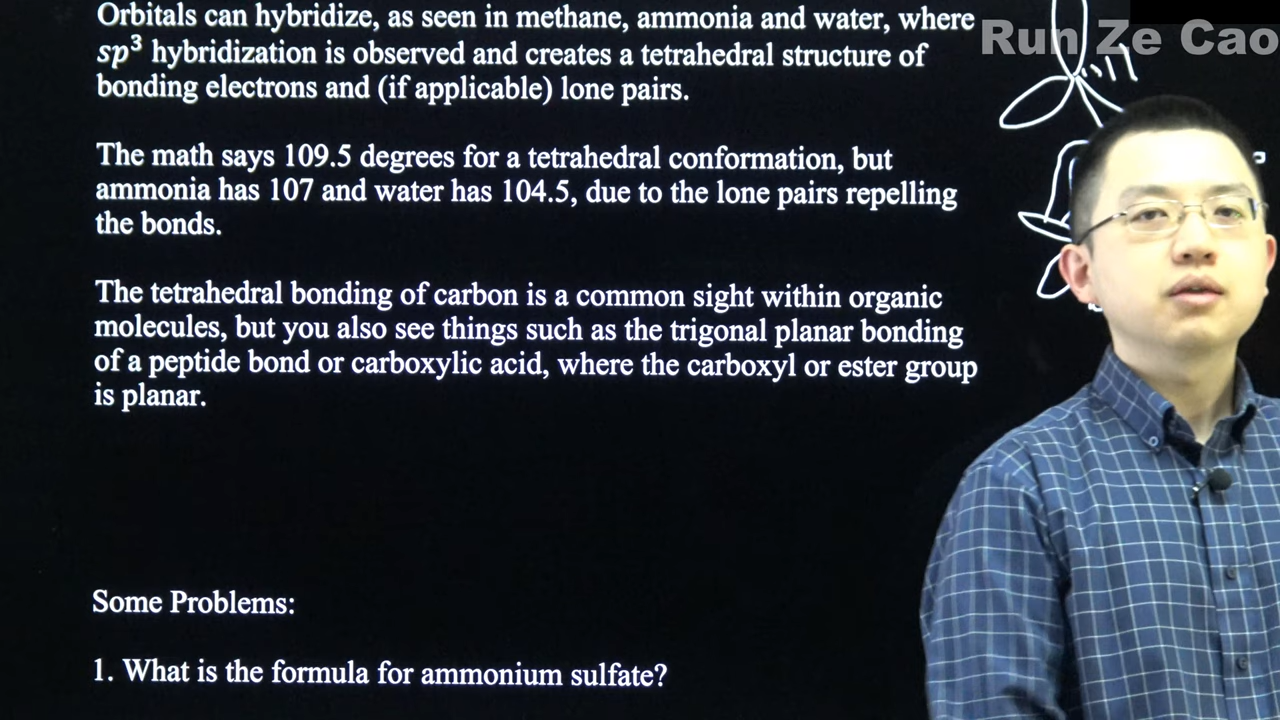 Orbitals can hybridize, as seen in methane, ammonia and water, where
sp³ hybridization is observed and creates a tetrahedral structure of
bonding electrons and (if applicable) lone pairs.
The math says 109.5 degrees for a tetrahedral conformation, but
ammonia has 107 and water has 104.5, due to the lone pairs repelling
the bonds.
The tetrahedral bonding of carbon is a common sight within organic
molecules, but you also see things such as the trigonal planar bonding
of a peptide bond or carboxylic acid, where the carboxyl or ester group
is planar.
Some Problems:
1. What is the formula for ammonium sulfate?
Run Ze Cao